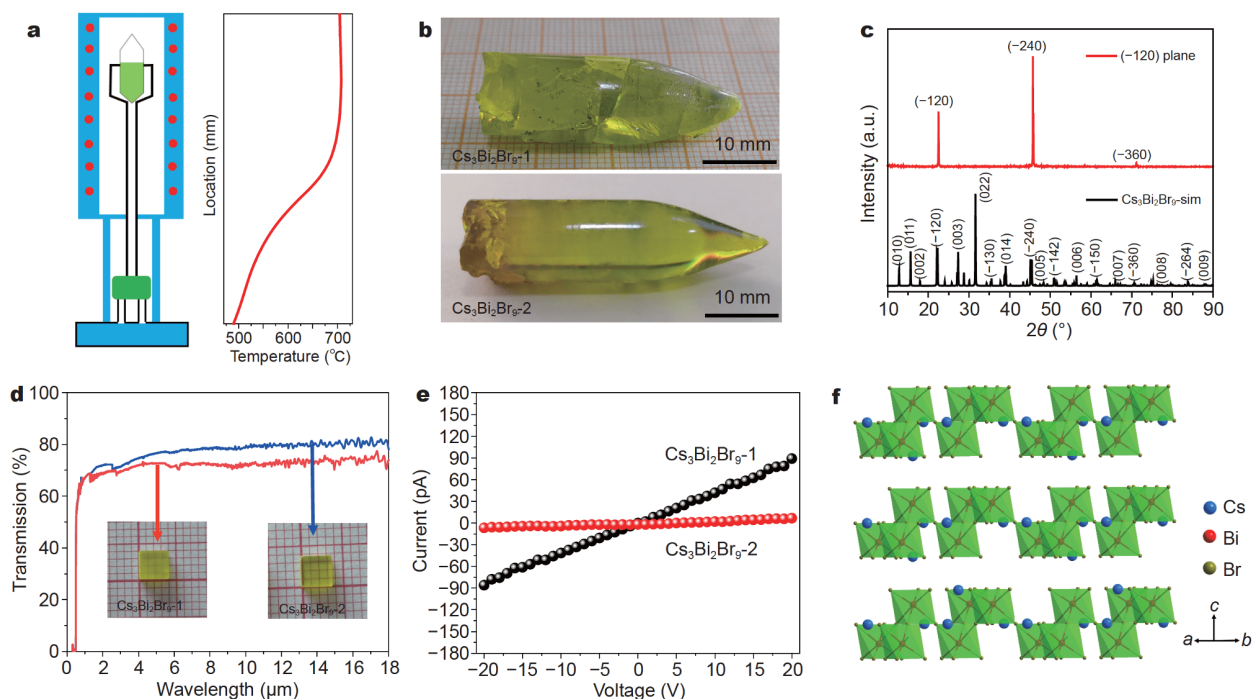 a
Location (mm)
500 550 600 650 700
Temperature (°C)
b
Cs₃Bi₂Br₉-1
10 mm
Cs₃Bi₂Br₉-2
10 mm
c
Intensity (a.u.)
(−240)
(−120) plane
(−120)
(−360)
(022)
Cs₃Bi₂Br₉-sim
(010)
(011)
(002)
(−120)
(003)
(−130)
(014)
(−240)
(005)
(−142)
(006)
(−150)
(007)
(−360)
(008)
(−264)
(009)
10 20 30 40 50 60 70 80 90
2θ (°)
d
Transmission (%)
100
80
60
40
20
0
Cs₃Bi₂Br₉-1
Cs₃Bi₂Br₉-2
0 3 6 9 12 14 16 18
Wavelength (μm)
e
Current (pA)
180
150
120
90
60
30
0
−30
−60
−90
−120
−150
−180
Cs₃Bi₂Br₉-1
Cs₃Bi₂Br₉-2
−20 −15 −10 −5 0 5 10 15 20
Voltage (V)
f
Cs
Bi
Br
c
a
b